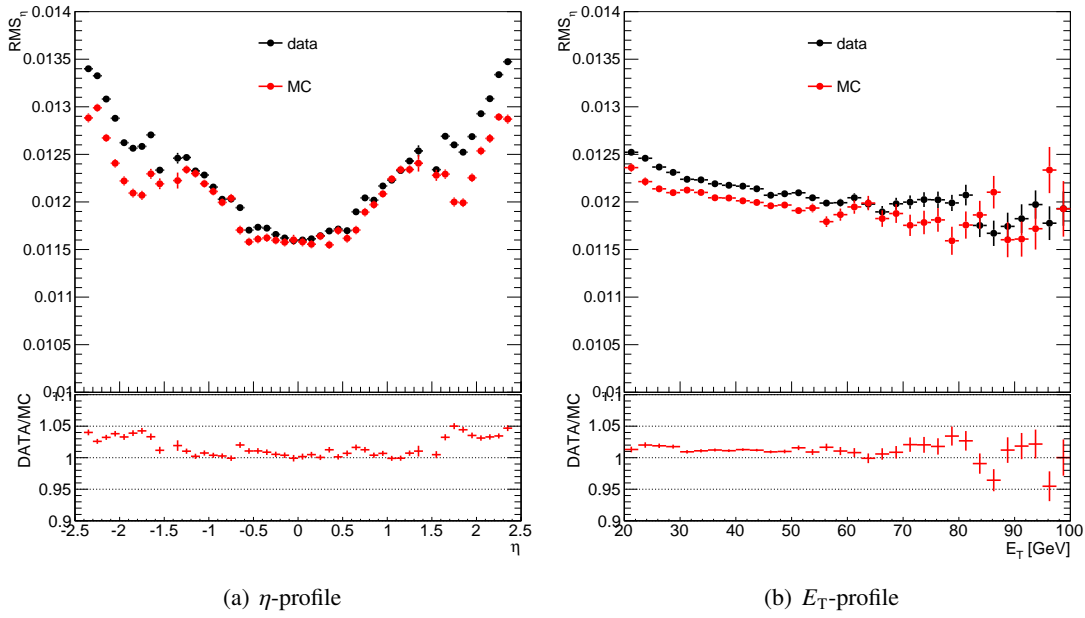 RMS_η
0.014
0.0135
0.013
0.0125
0.012
0.0115
0.011
0.0105
0.01
data
MC
DATA/MC
1.1
1.05
1
0.95
0.9
-2.5 -2 -1.5 -1 -0.5 0 0.5 1 1.5 2 2.5
η
(a) η-profile
RMS_η
0.014
0.0135
0.013
0.0125
0.012
0.0115
0.011
0.0105
0.01
data
MC
DATA/MC
1.1
1.05
1
0.95
0.9
20 30 40 50 60 70 80 90 100
E_T [GeV]
(b) E_T-profile